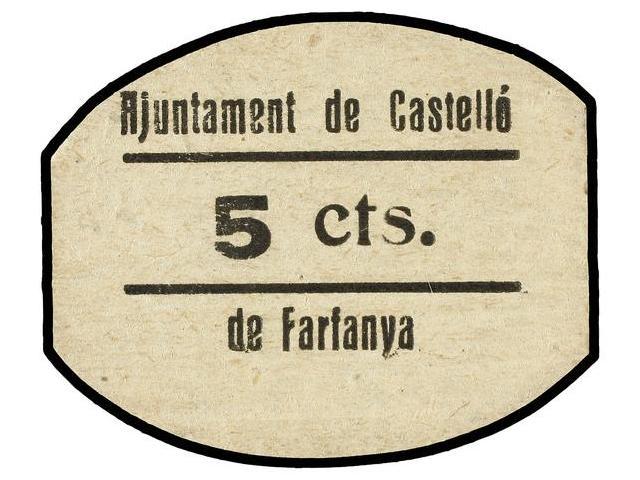 Ajuntament de Castelló
5 cts.
de Farfanya